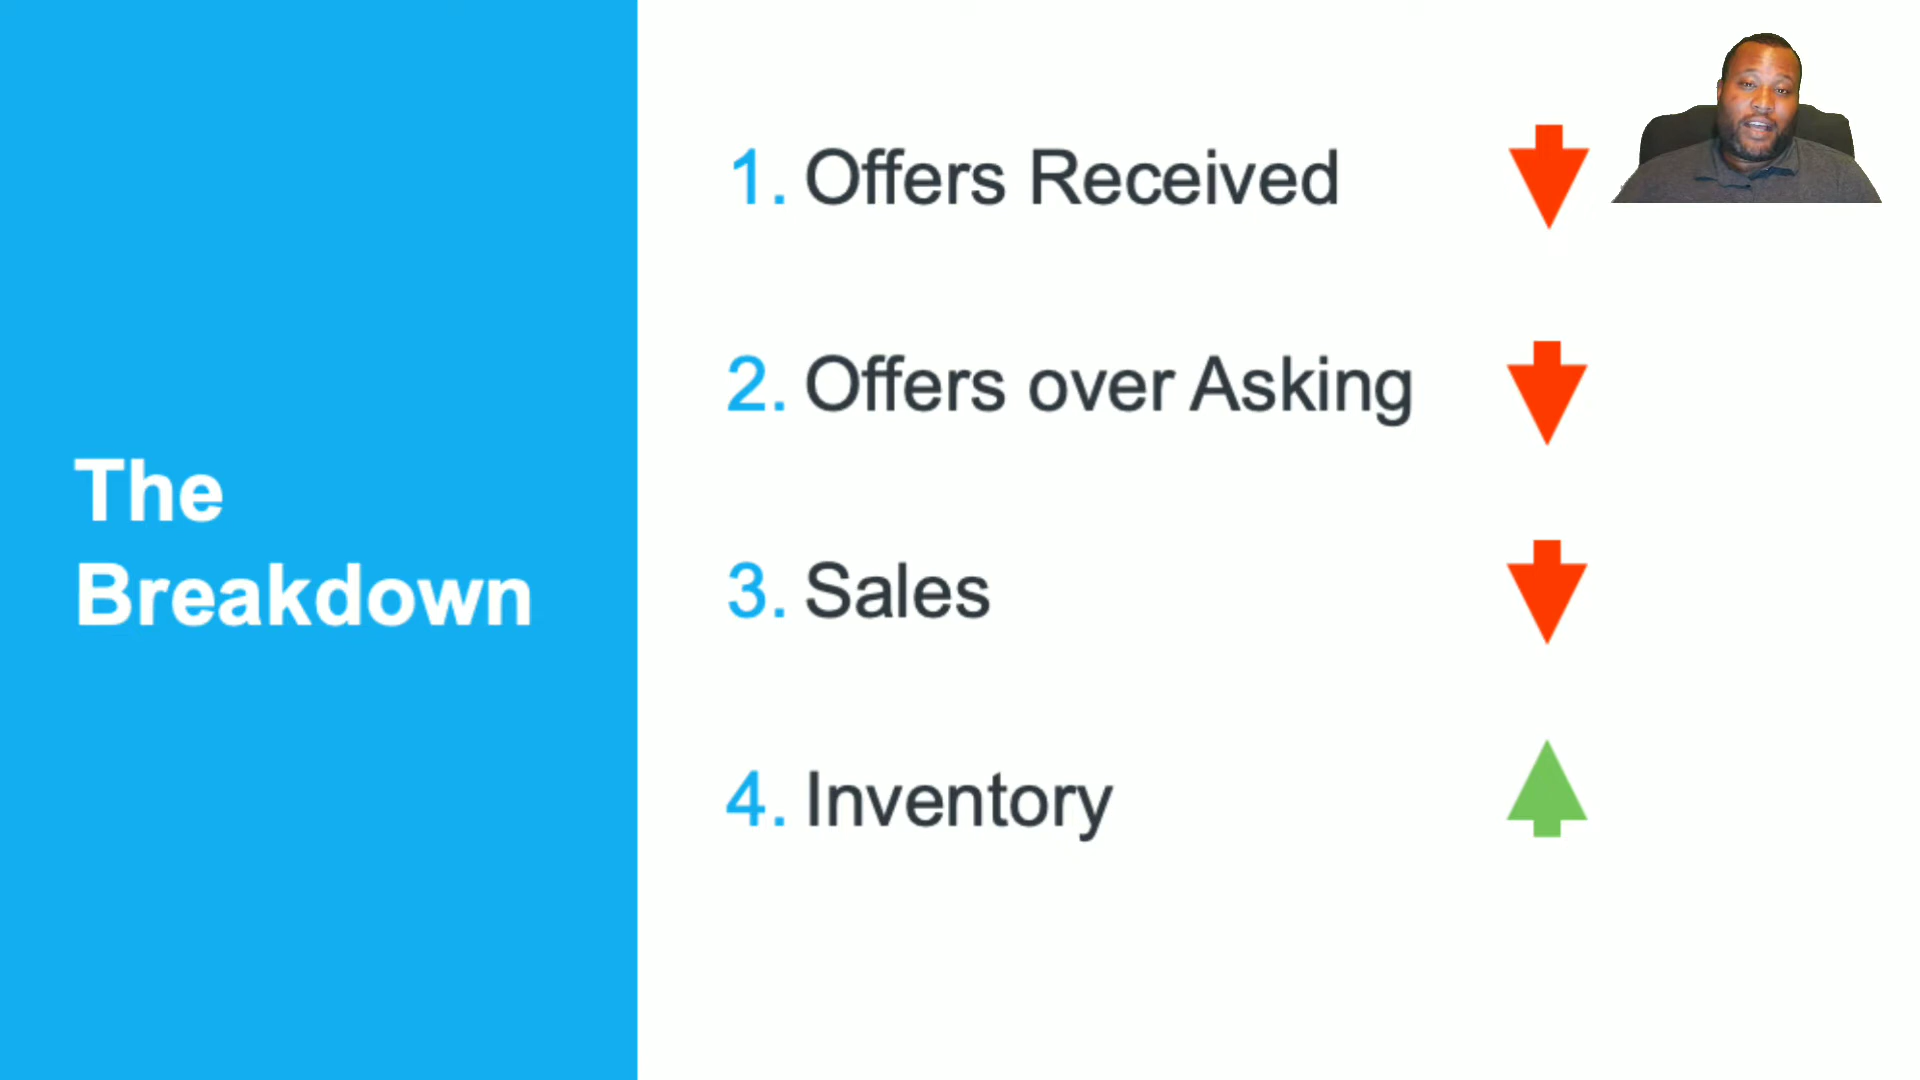 The
Breakdown
1. Offers Received
2. Offers over Asking
3. Sales
4. Inventory